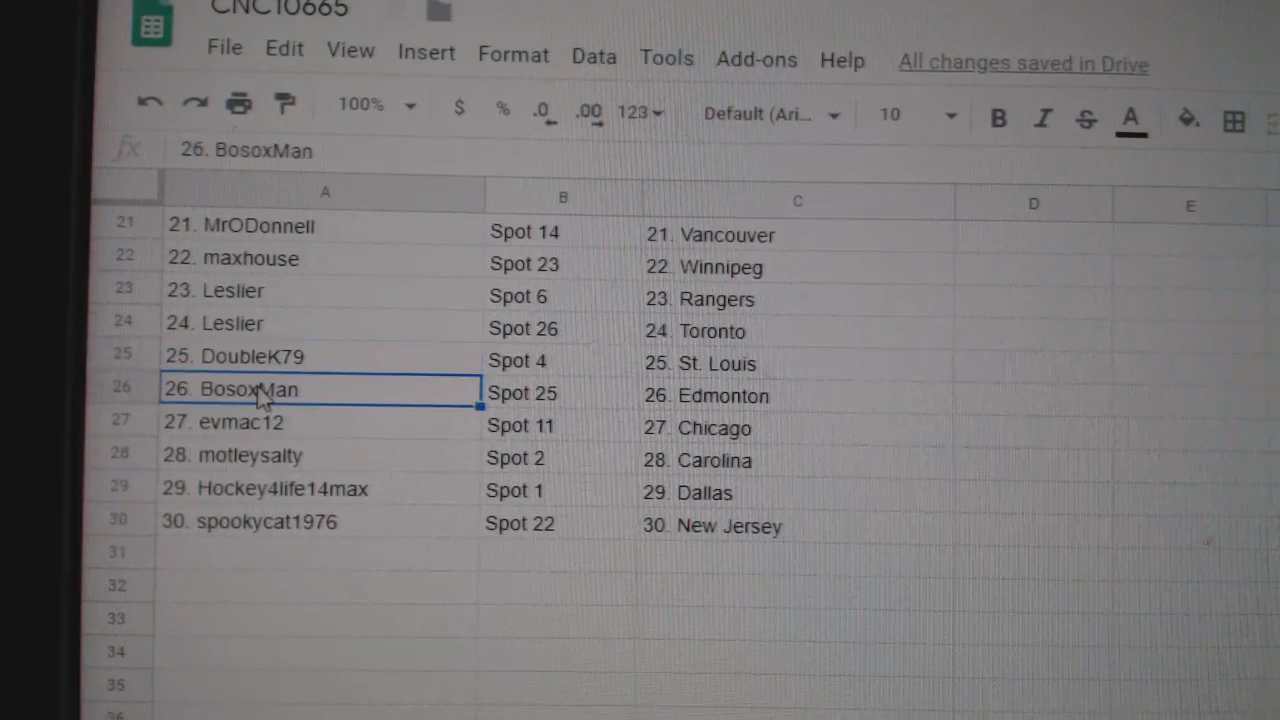 CNC10665
File Edit View Insert Format Data Tools Add-ons Help All changes saved in Drive
100% $ % .0 .00 123 Default (Ari... 10 B I S A
fx 26. BosoxMan
A B C D E
21 21. MrODonnell Spot 14 21. Vancouver
22 22. maxhouse Spot 23 22. Winnipeg
23 23. Leslier Spot 6 23. Rangers
24 24. Leslier Spot 26 24. Toronto
25 25. DoubleK79 Spot 4 25. St. Louis
26 26. BosoxMan Spot 25 26. Edmonton
27 27. evmac12 Spot 11 27. Chicago
28 28. motleysalty Spot 2 28. Carolina
29 29. Hockey4life14max Spot 1 29. Dallas
30 30. spookycat1976 Spot 22 30. New Jersey
31
32
33
34
35
36